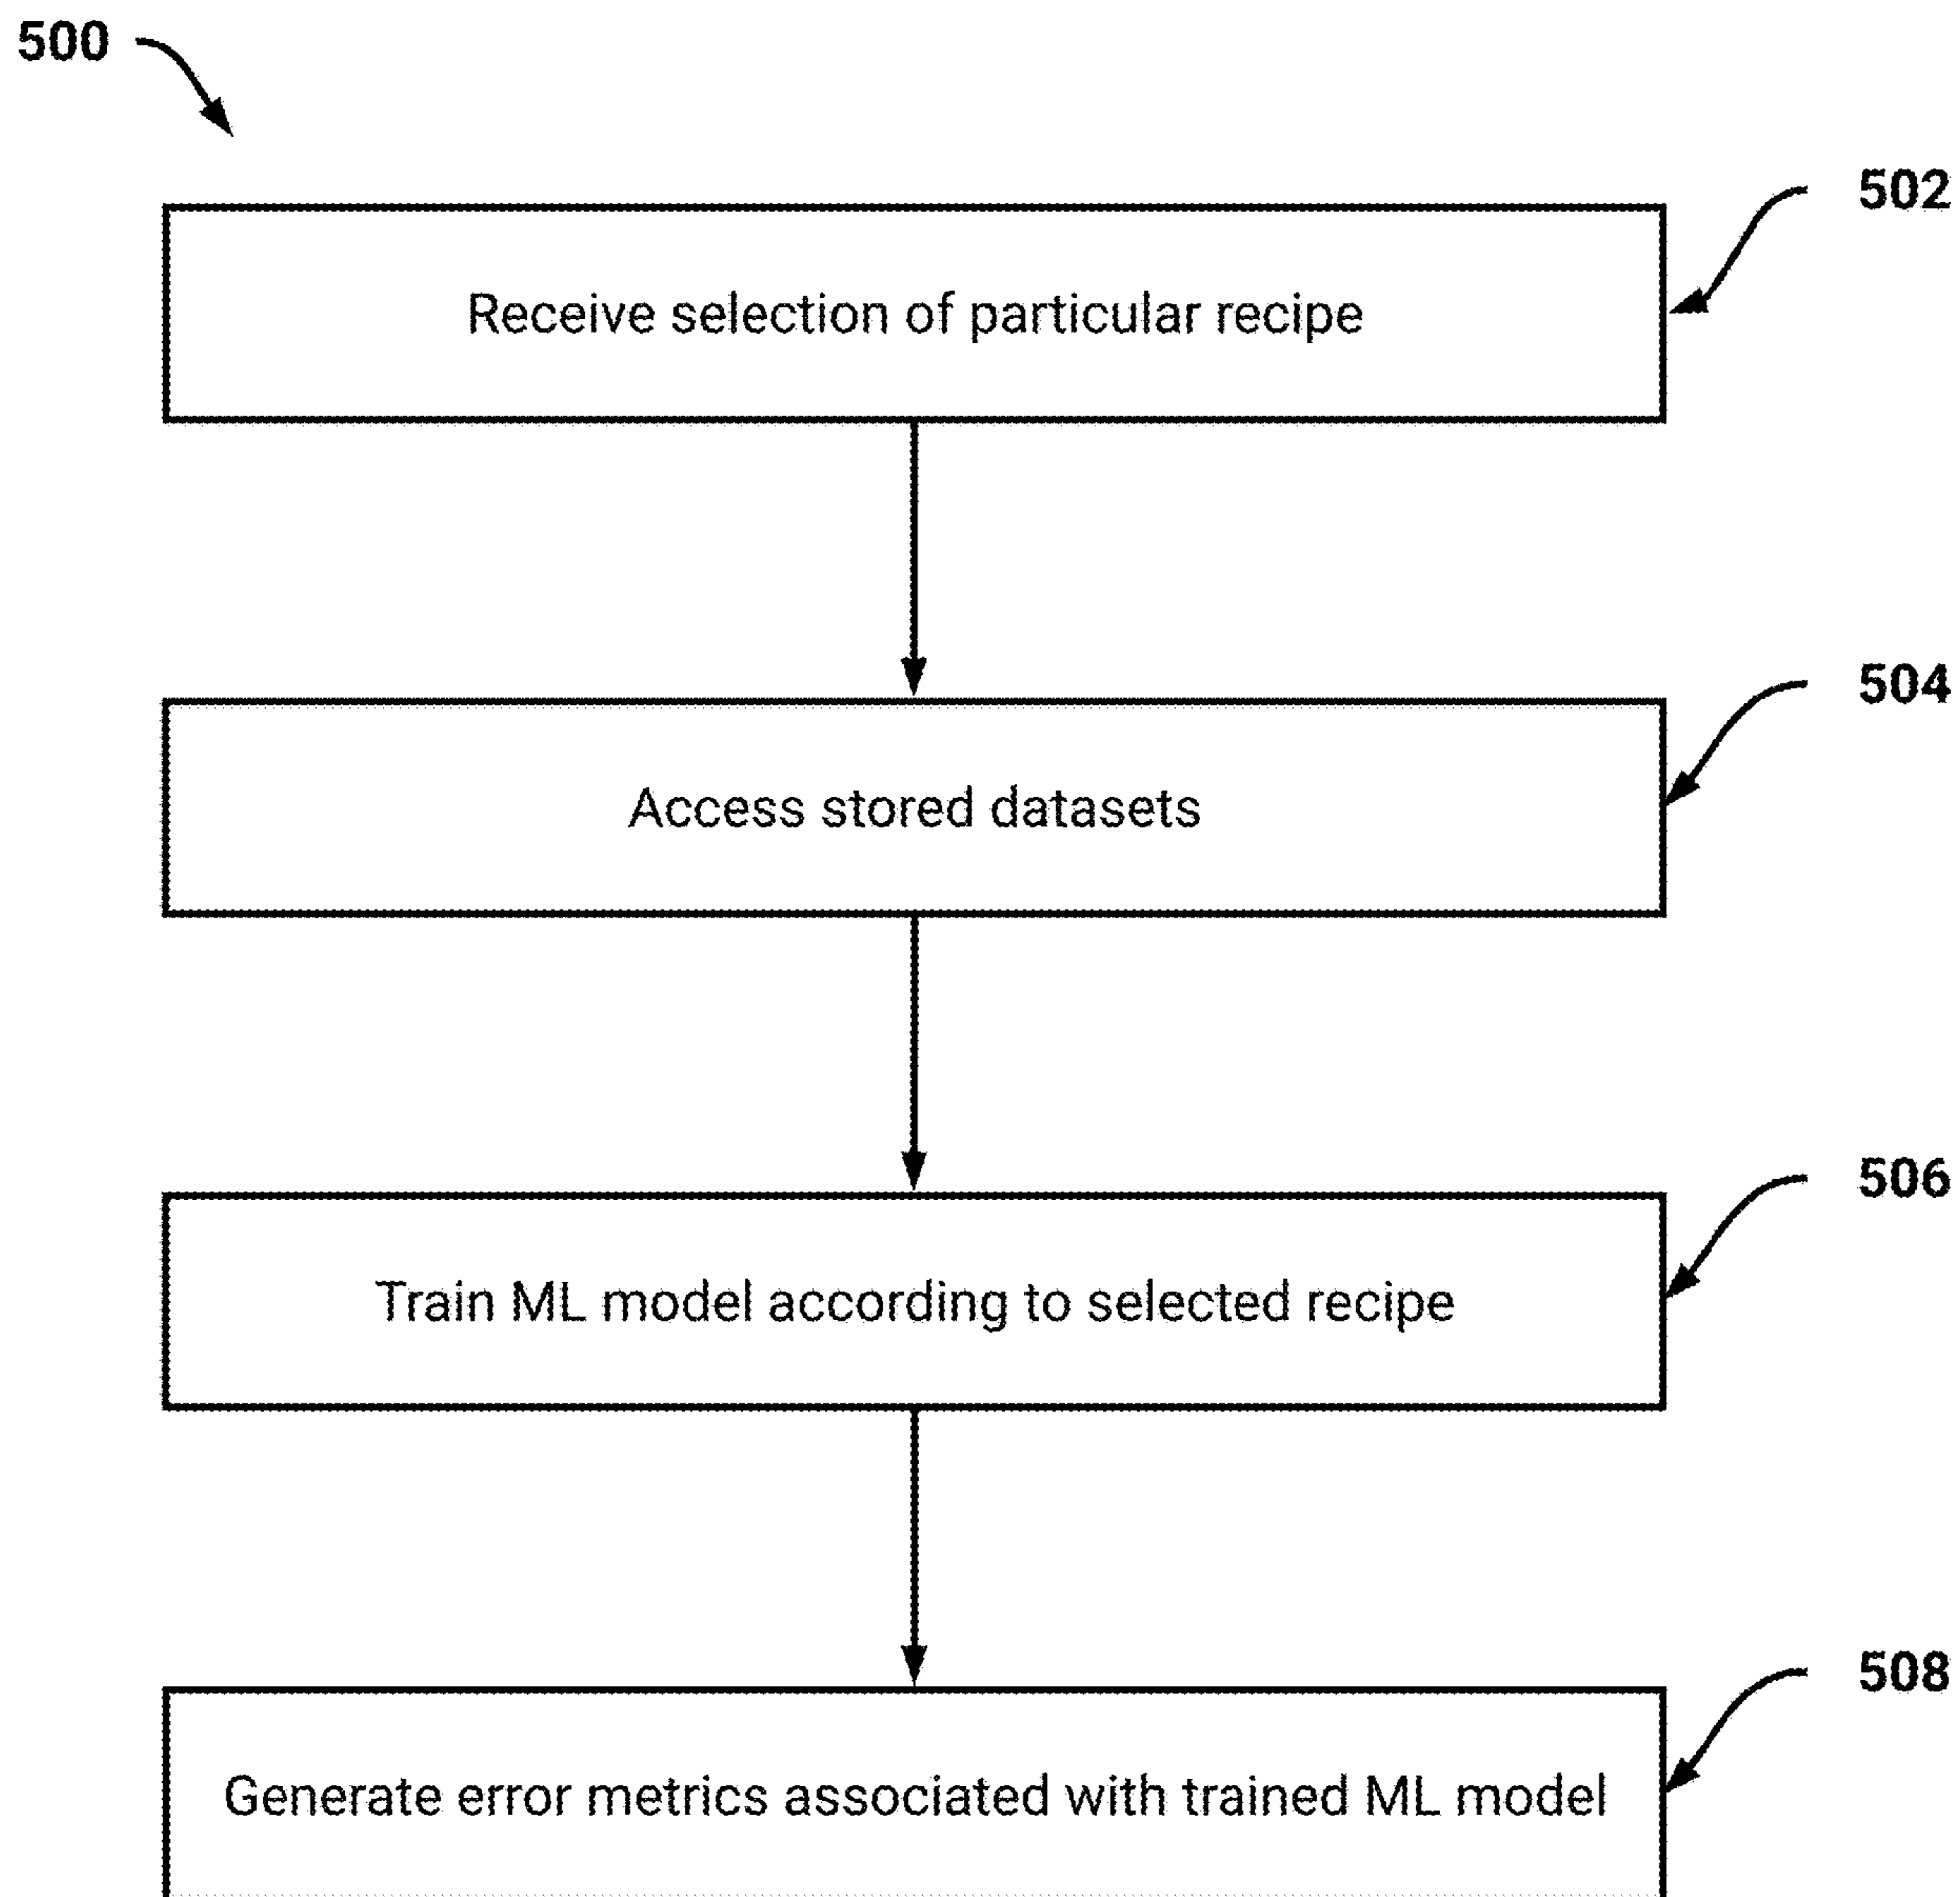 500
502
Receive selection of particular recipe
504
Access stored datasets
506
Train ML model according to selected recipe
508
Generate error metrics associated with trained ML model